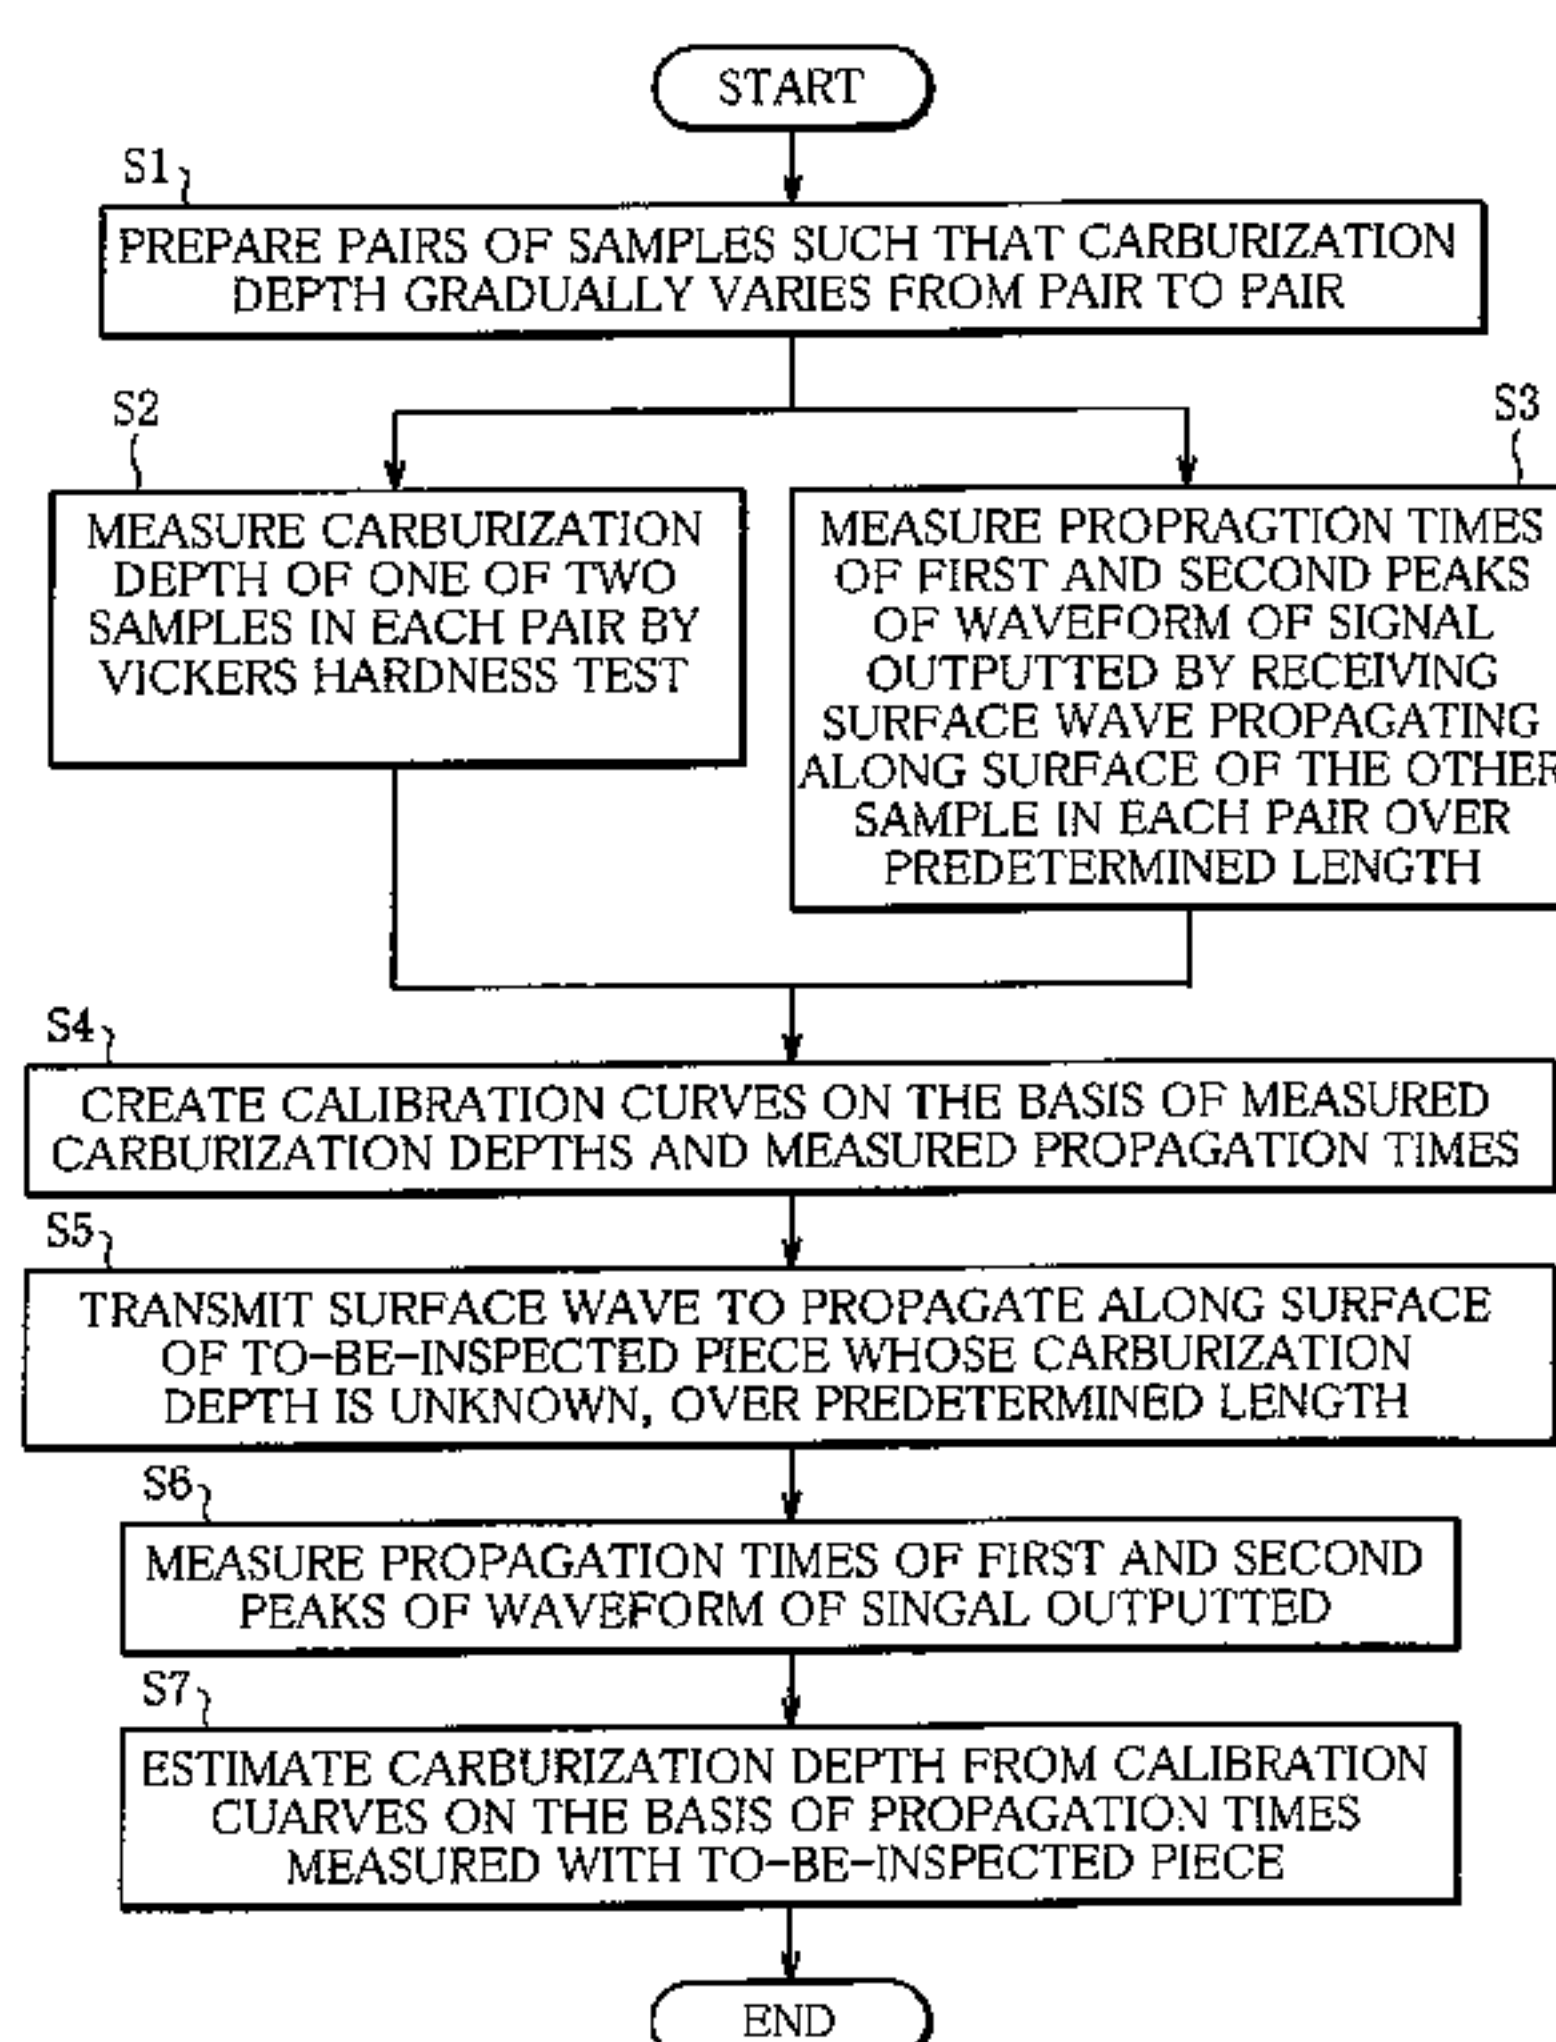 START
S1
PREPARE PAIRS OF SAMPLES SUCH THAT CARBURIZATION
DEPTH GRADUALLY VARIES FROM PAIR TO PAIR
S2
MEASURE CARBURIZATION
DEPTH OF ONE OF TWO
SAMPLES IN EACH PAIR BY
VICKERS HARDNESS TEST
S3
MEASURE PROPRAGTION TIMES
OF FIRST AND SECOND PEAKS
OF WAVEFORM OF SIGNAL
OUTPUTTED BY RECEIVING
SURFACE WAVE PROPAGATING
ALONG SURFACE OF THE OTHER
SAMPLE IN EACH PAIR OVER
PREDETERMINED LENGTH
S4
CREATE CALIBRATION CURVES ON THE BASIS OF MEASURED
CARBURIZATION DEPTHS AND MEASURED PROPAGATION TIMES
S5
TRANSMIT SURFACE WAVE TO PROPAGATE ALONG SURFACE
OF TO-BE-INSPECTED PIECE WHOSE CARBURIZATION
DEPTH IS UNKNOWN, OVER PREDETERMINED LENGTH
S6
MEASURE PROPAGATION TIMES OF FIRST AND SECOND
PEAKS OF WAVEFORM OF SINGAL OUTPUTTED
S7
ESTIMATE CARBURIZATION DEPTH FROM CALIBRATION
CUARVES ON THE BASIS OF PROPAGATION TIMES
MEASURED WITH TO-BE-INSPECTED PIECE
END